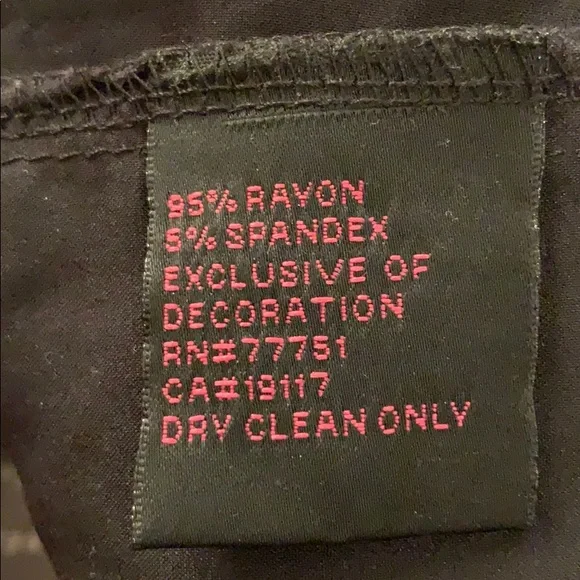 95% RAYON
5% SPANDEX
EXCLUSIVE OF
DECORATION
RN#77751
CA#19117
DRY CLEAN ONLY